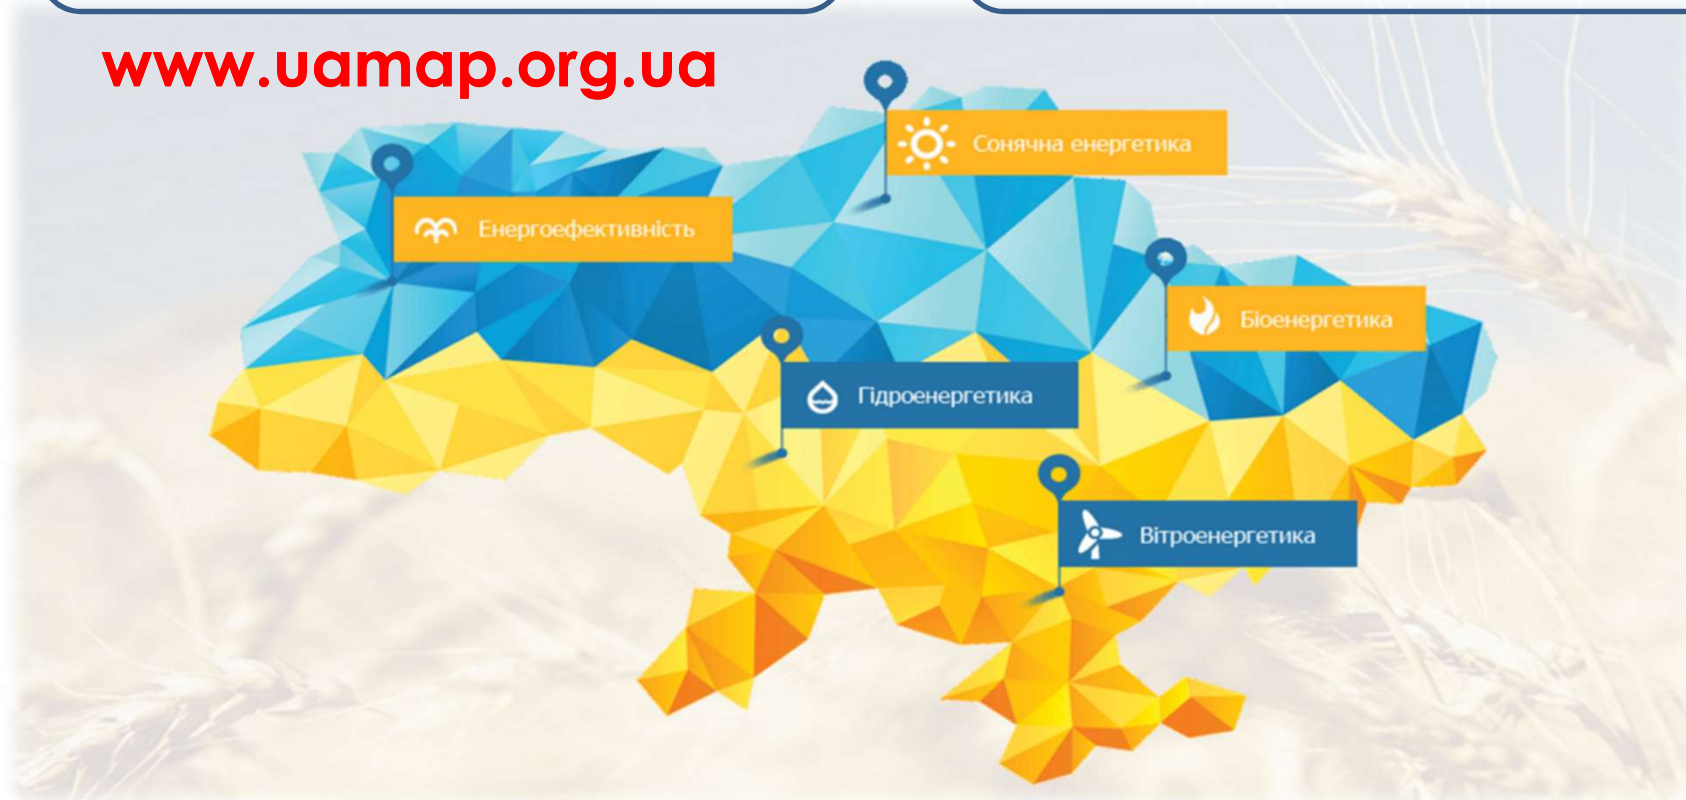 www.uamap.org.ua
Сонячна енергетика
Енергоефективність
Біоенергетика
Гідроенергетика
Вітроенергетика